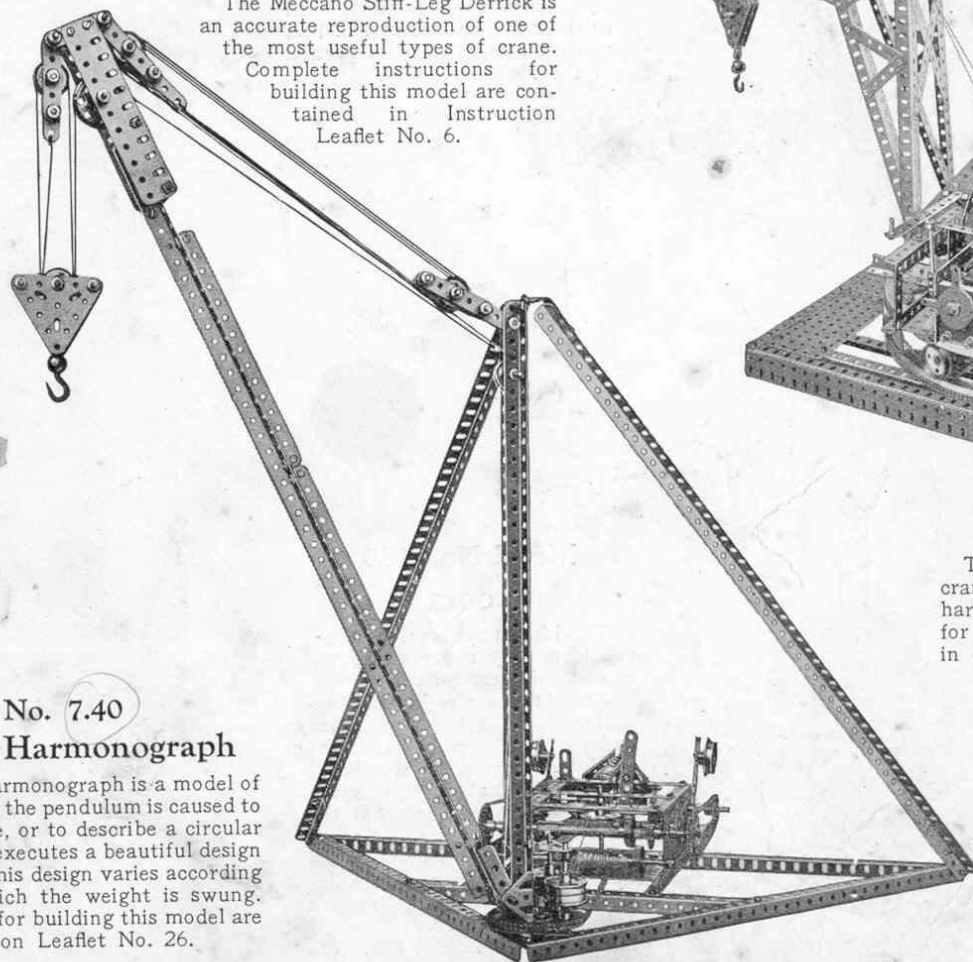 The Meccano Stiff-Leg Derrick is
an accurate reproduction of one of
the most useful types of crane.
Complete instructions for
building this model are con-
tained in Instruction
Leaflet No. 6.
cran
har
for
in
No. 7.40
Harmonograph
armonograph is a model of
the pendulum is caused to
e, or to describe a circular
executes a beautiful design
his design varies according
ich the weight is swung.
for building this model are
on Leaflet No. 26.